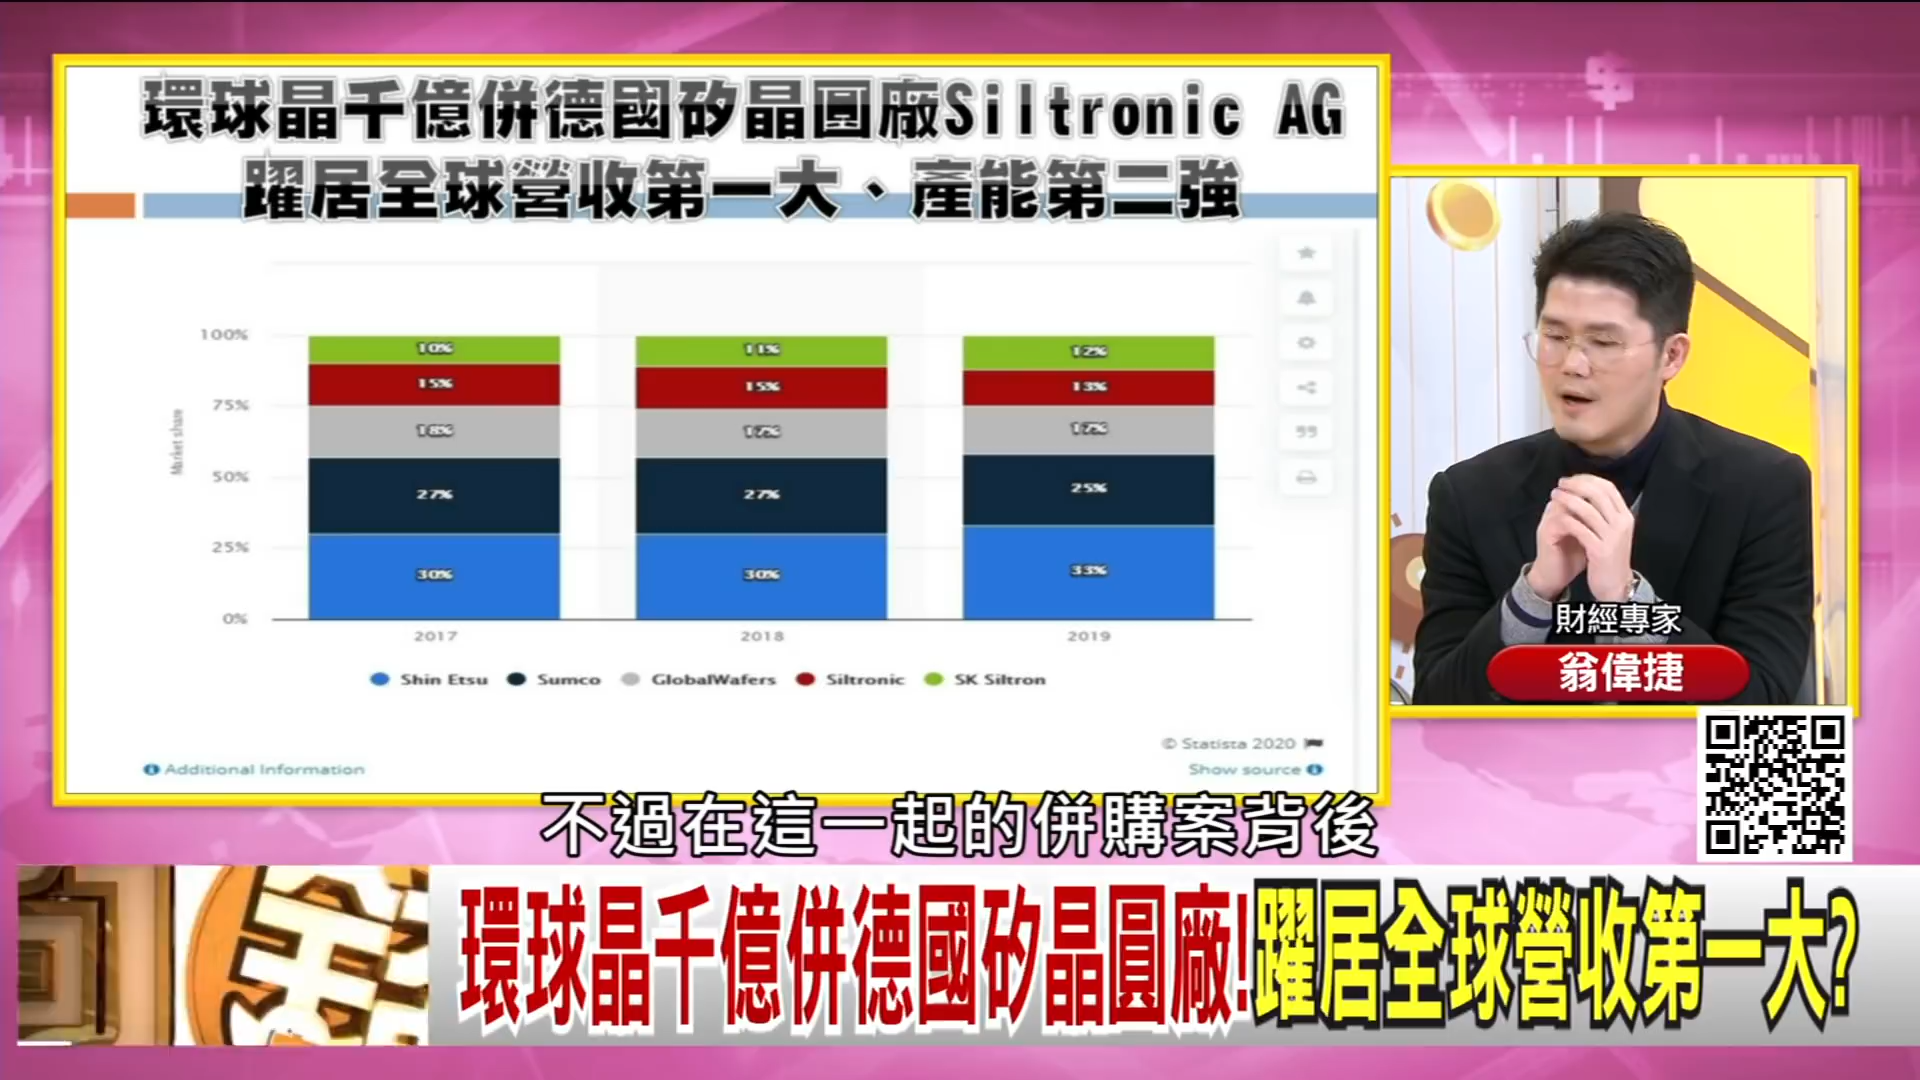 環球晶千億併德國矽晶圓廠Siltronic AG
躍居全球營收第一大、產能第二強
Market share
100%
75%
50%
25%
0%
10%
15%
18%
27%
30%
11%
15%
17%
27%
30%
12%
13%
17%
25%
33%
2017 2018 2019
Shin Etsu Sumco GlobalWafers Siltronic SK Siltron
© Statista 2020
Additional Information
Show source
財經專家
翁偉捷
不過在這一起的併購案背後
環球晶千億併德國矽晶圓廠!躍居全球營收第一大?